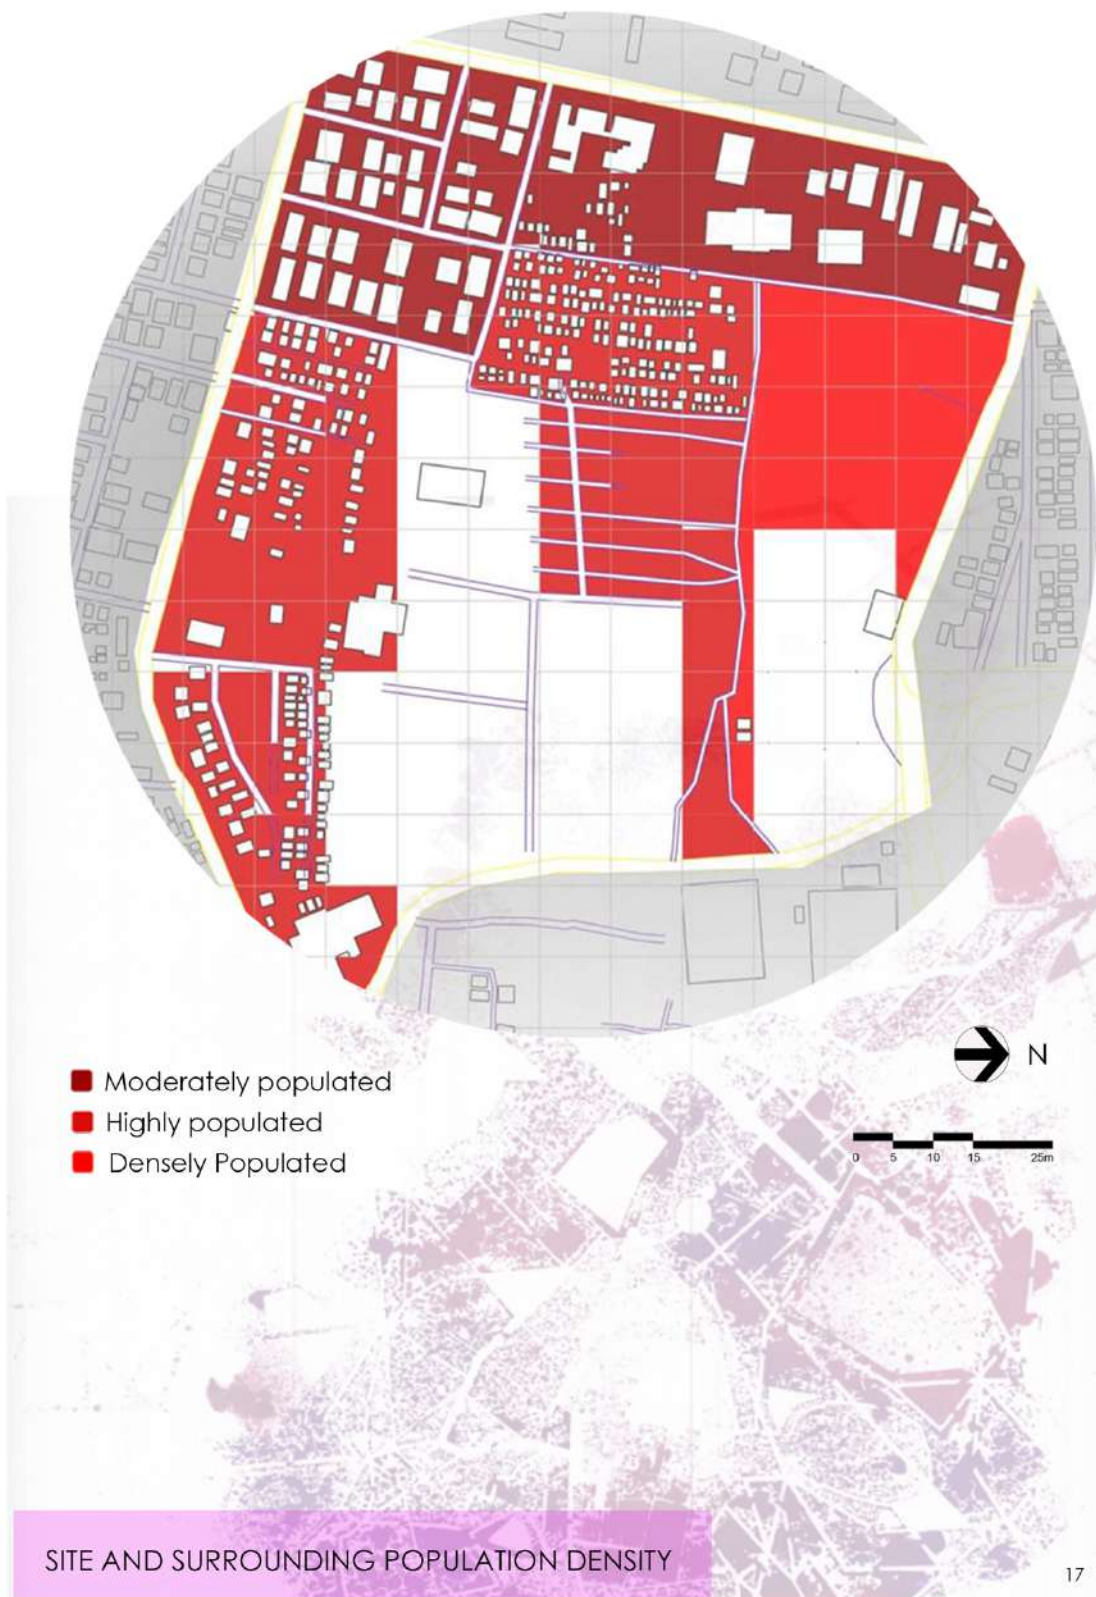 Moderately populated
Highly populated
Densely Populated
N
0 5 10 15 25m
SITE AND SURROUNDING POPULATION DENSITY
17